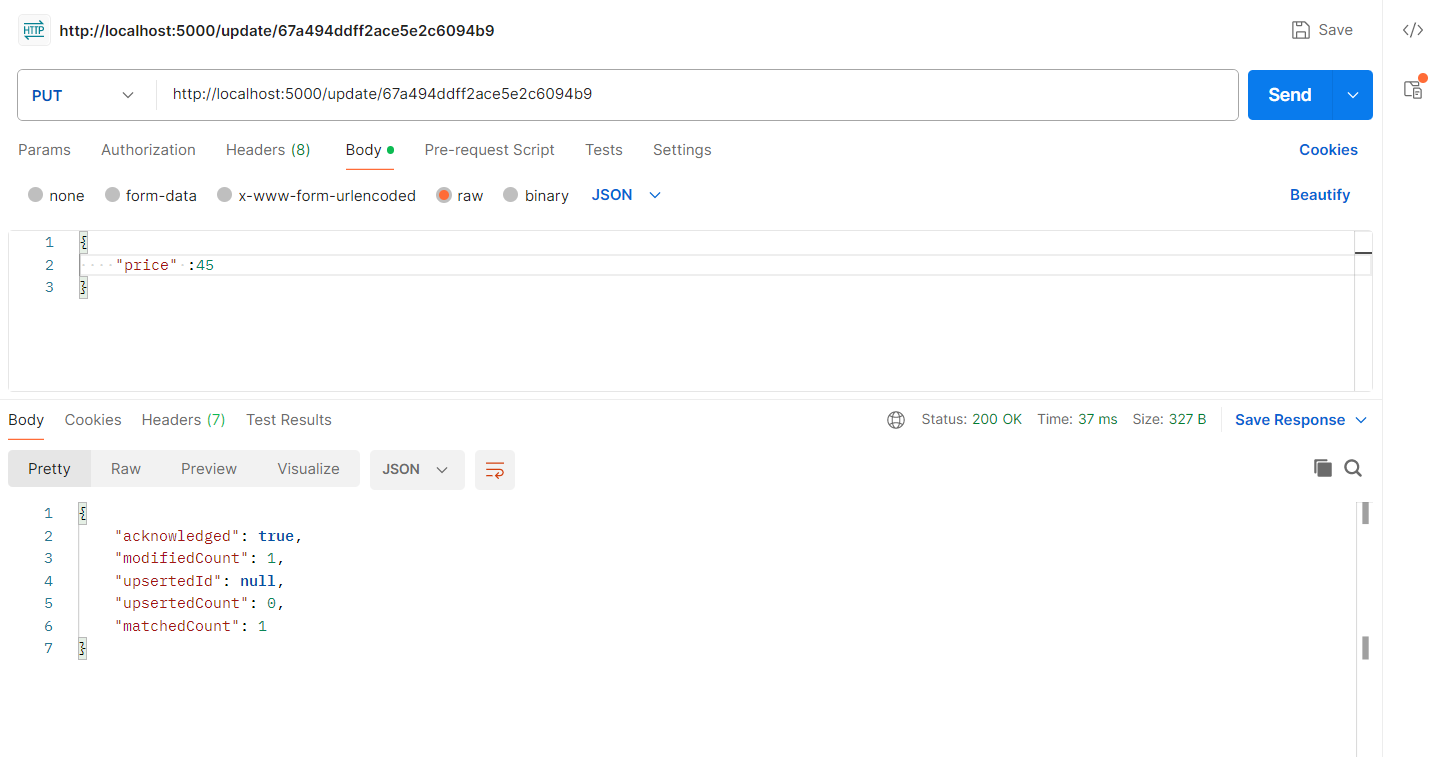 HTTP http://localhost:5000/update/67a494ddff2ace5e2c6094b9 Save </>
PUT http://localhost:5000/update/67a494ddff2ace5e2c6094b9 Send
Params Authorization Headers (8) Body Pre-request Script Tests Settings Cookies
none form-data x-www-form-urlencoded raw binary JSON Beautify
1 {
2 "price" :45
3 }
Body Cookies Headers (7) Test Results Status: 200 OK Time: 37 ms Size: 327 B Save Response
Pretty Raw Preview Visualize JSON
1 {
2 "acknowledged": true,
3 "modifiedCount": 1,
4 "upsertedId": null,
5 "upsertedCount": 0,
6 "matchedCount": 1
7 }